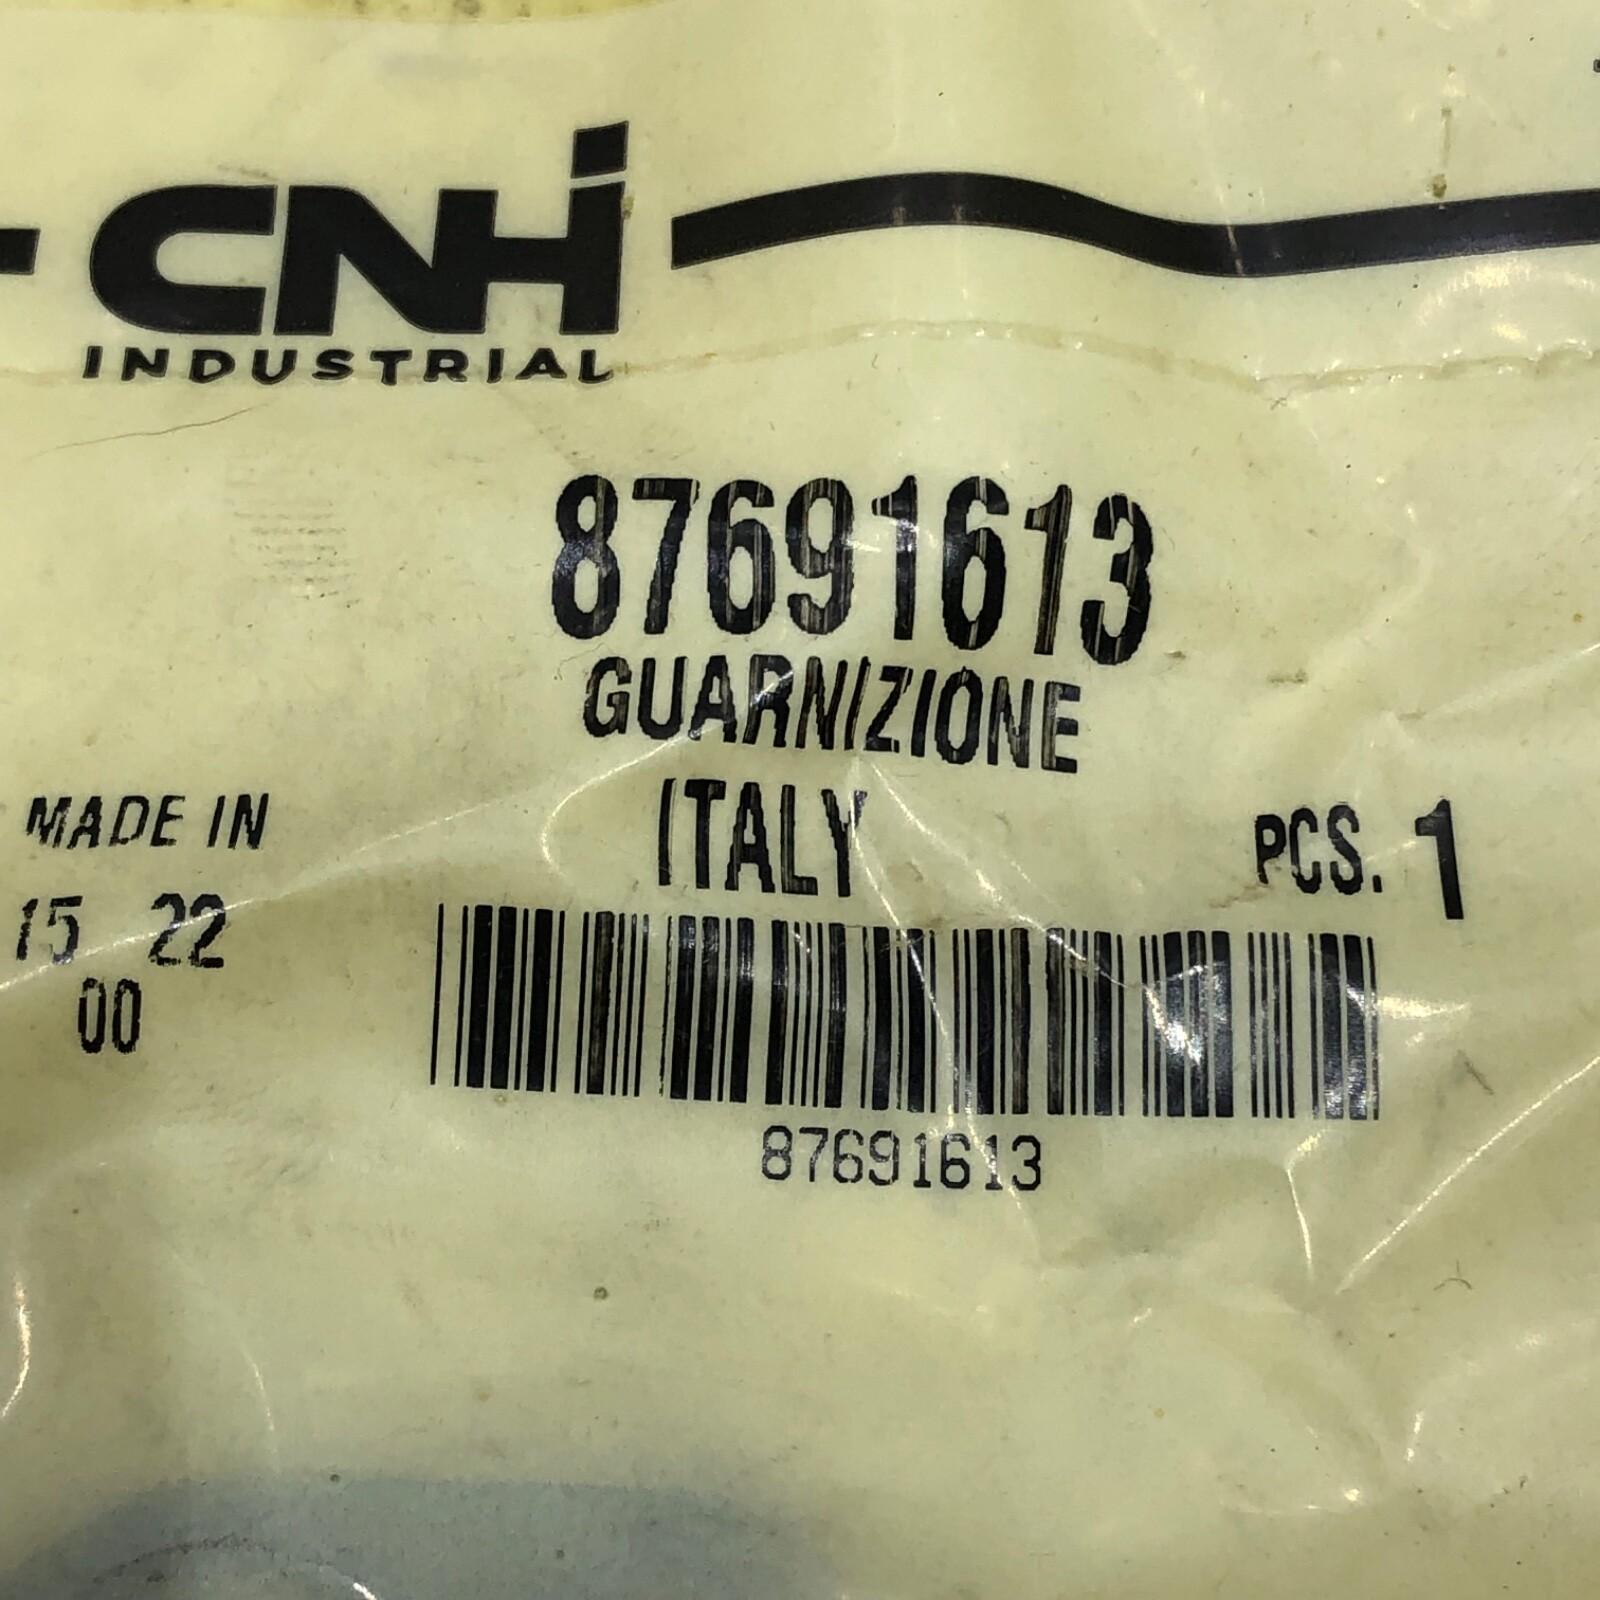 CNH
INDUSTRIAL
87691613
GUARNIZIONE
MADE IN ITALY PCS. 1
15 22
00
87691613